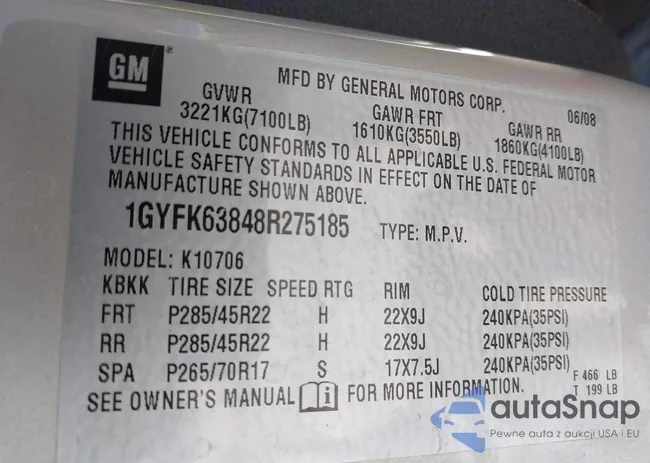 GM
MFD BY GENERAL MOTORS CORP.
06/08
GVWR GAWR FRT GAWR RR
3221KG(7100LB) 1610KG(3550LB) 1860KG(4100LB)
THIS VEHICLE CONFORMS TO ALL APPLICABLE U.S. FEDERAL MOTOR
VEHICLE SAFETY STANDARDS IN EFFECT ON THE DATE OF
MANUFACTURE SHOWN ABOVE.
1GYFK63848R275185 TYPE: M.P.V.
MODEL: K10706
KBKK TIRE SIZE SPEED RTG RIM COLD TIRE PRESSURE
FRT P285/45R22 H 22X9J 240KPA(35PSI)
RR P285/45R22 H 22X9J 240KPA(35PSI)
SPA P265/70R17 S 17X7.5J 240KPA(35PSI)
F 466 LB
T 199 LB
SEE OWNER'S MANUAL FOR MORE INFORMATION.
autaSnap
Pewne auta z aukcji USA i EU